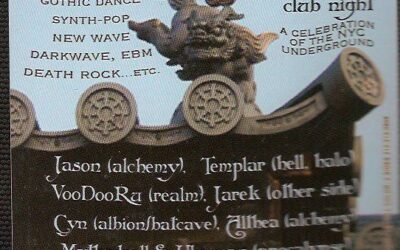 GOTHIC DANCE
SYNTH-POP
NEW WAVE
DARKWAVE, EBM
DEATH ROCK...ETC.
club night
A CELEBRATION
OF THE NYC
UNDERGROUND
Jason (alchemy), Templar (hell, halo)
VooDooRu (realm), Jarek (other side)
Cyn (albion/batcave), Althea (alchemy)